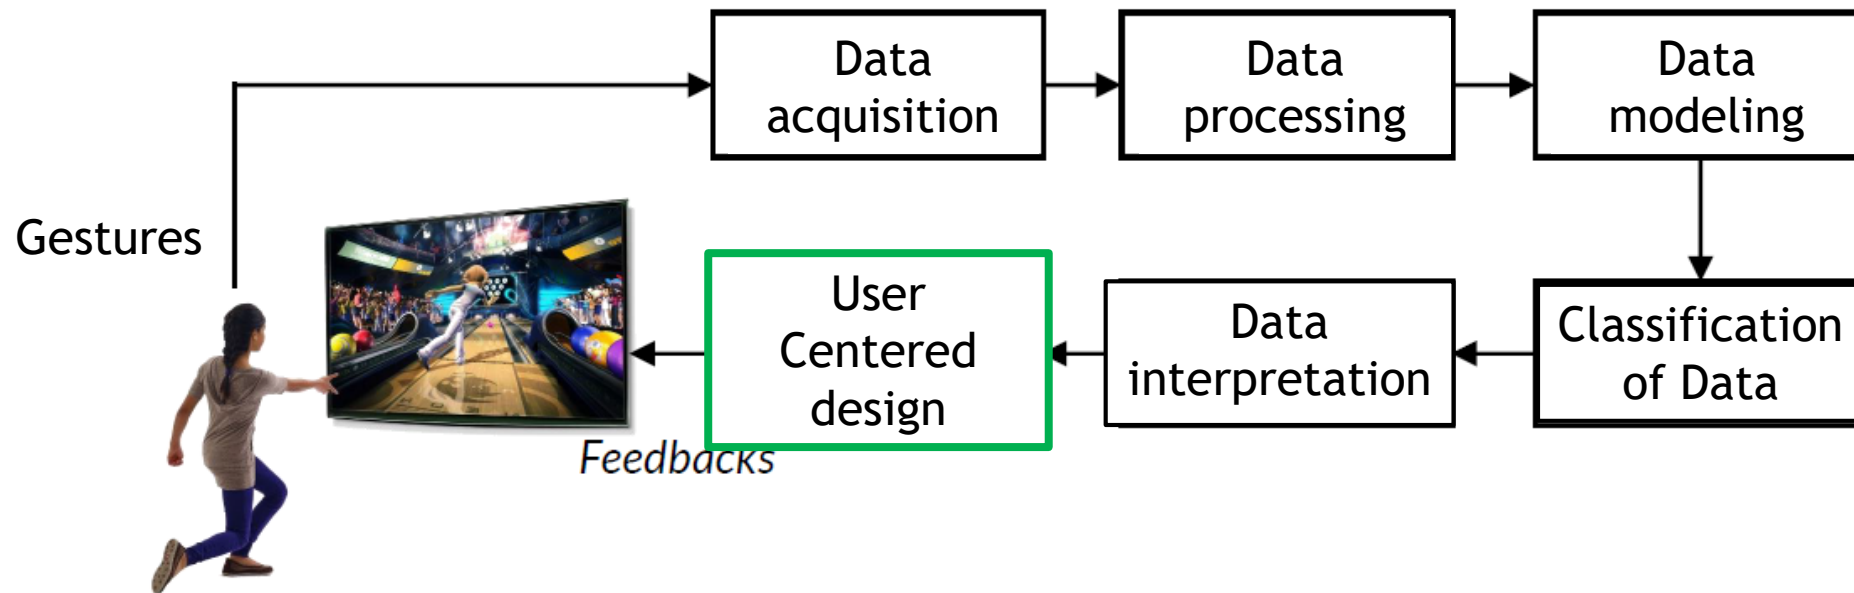 Data
acquisition
Data
processing
Data
modeling
Gestures
User
Centered
design
Data
interpretation
Classification
of Data
Feedbacks